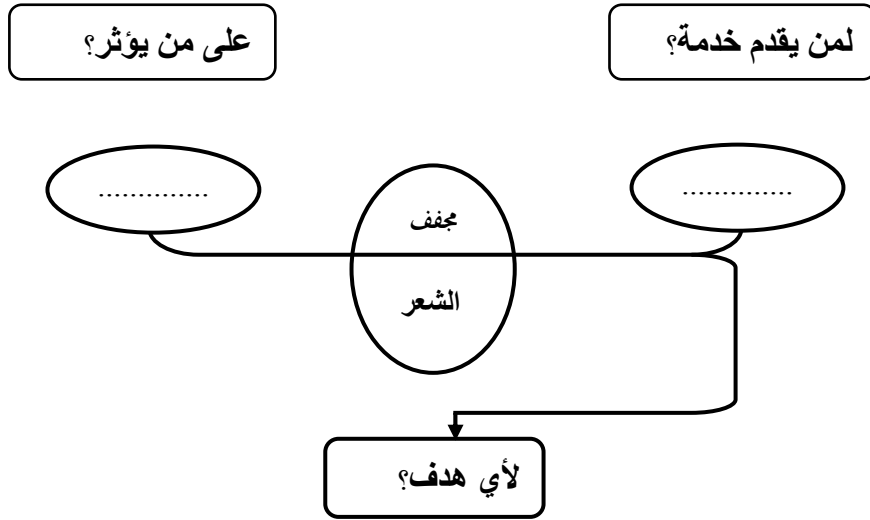 لمن يقدم خدمة؟
على من يؤثر؟
..............
..............
مجفف
الشعر
لأي هدف؟